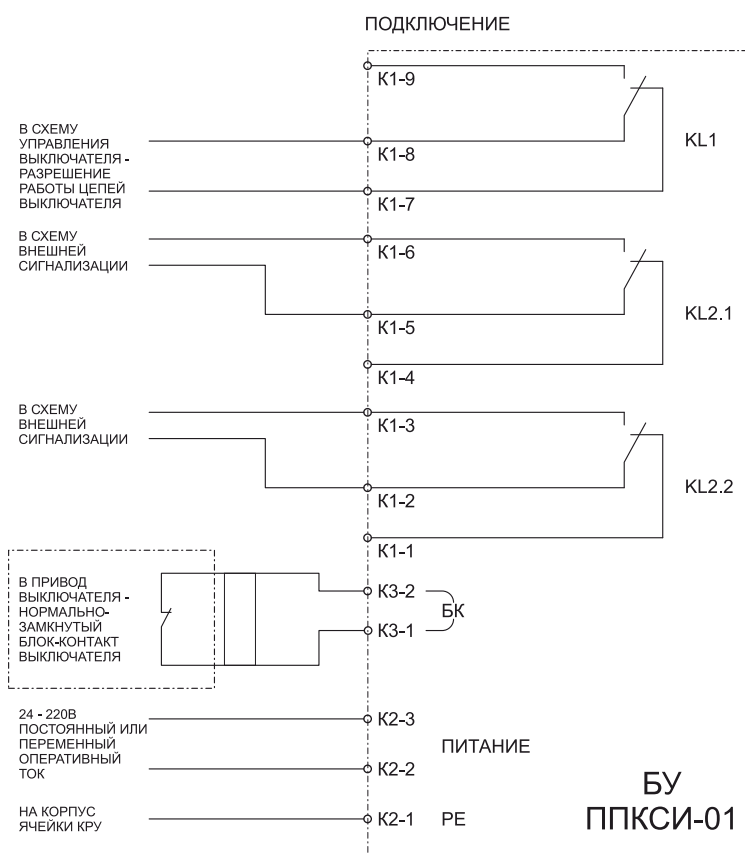 ПОДКЛЮЧЕНИЕ
К1-9
В СХЕМУ
УПРАВЛЕНИЯ
ВЫКЛЮЧАТЕЛЯ -
РАЗРЕШЕНИЕ
РАБОТЫ ЦЕПЕЙ
ВЫКЛЮЧАТЕЛЯ
К1-8
К1-7
KL1
В СХЕМУ
ВНЕШНЕЙ
СИГНАЛИЗАЦИИ
К1-6
К1-5
К1-4
KL2.1
В СХЕМУ
ВНЕШНЕЙ
СИГНАЛИЗАЦИИ
К1-3
К1-2
К1-1
KL2.2
В ПРИВОД
ВЫКЛЮЧАТЕЛЯ -
НОРМАЛЬНО-
ЗАМКНУТЫЙ
БЛОК-КОНТАКТ
ВЫКЛЮЧАТЕЛЯ
К3-2
К3-1
БК
24 - 220В
ПОСТОЯННЫЙ ИЛИ
ПЕРЕМЕННЫЙ
ОПЕРАТИВНЫЙ
ТОК
К2-3
К2-2
ПИТАНИЕ
НА КОРПУС
ЯЧЕЙКИ КРУ
К2-1
РЕ
БУ
ППКСИ-01